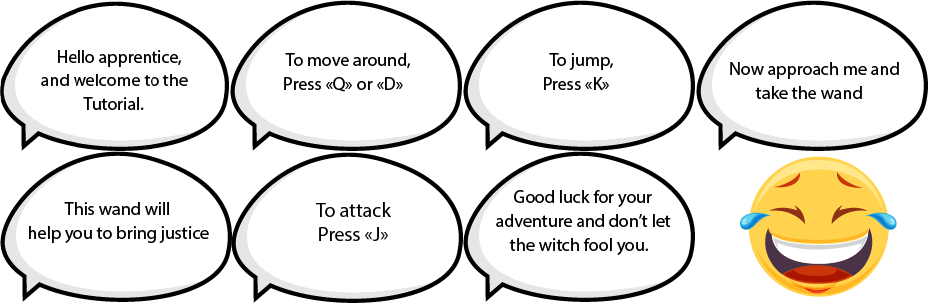 Hello apprentice,
and welcome to the
Tutorial.
To move around,
Press «Q» or «D»
To jump,
Press «K»
Now approach me and
take the wand
This wand will
help you to bring justice
To attack
Press «J»
Good luck for your
adventure and don't let
the witch fool you.